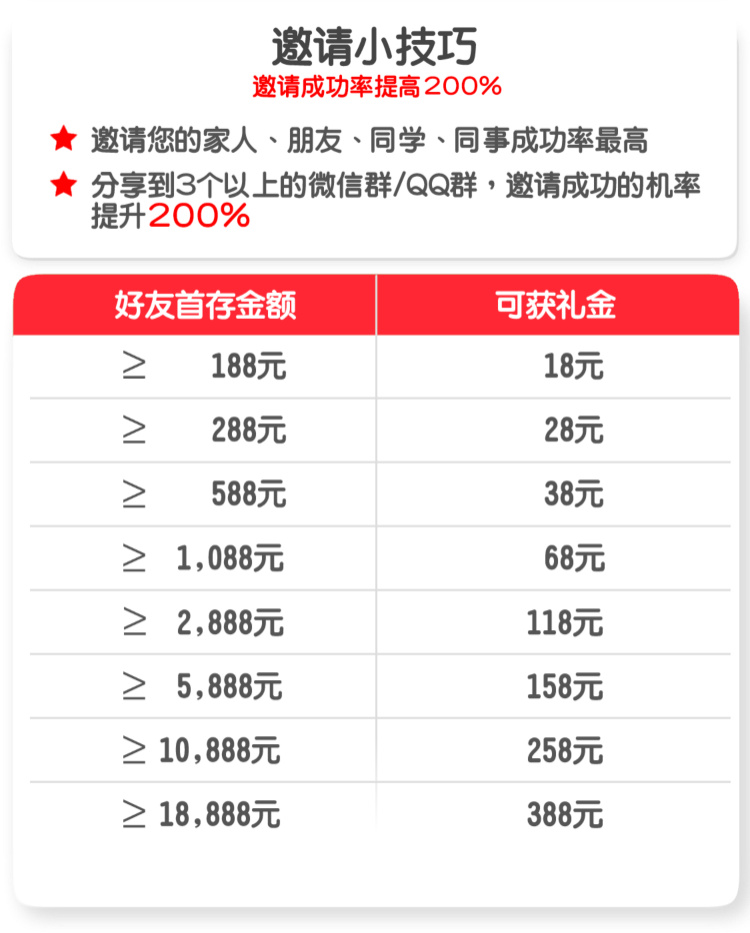 邀请小技巧
邀请成功率提高200%
★ 邀请您的家人、朋友、同学、同事成功率最高
★ 分享到3个以上的微信群/QQ群，邀请成功的机率
提升200%
好友首存金额 可获礼金
≥ 188元 18元
≥ 288元 28元
≥ 588元 38元
≥ 1,088元 68元
≥ 2,888元 118元
≥ 5,888元 158元
≥ 10,888元 258元
≥ 18,888元 388元